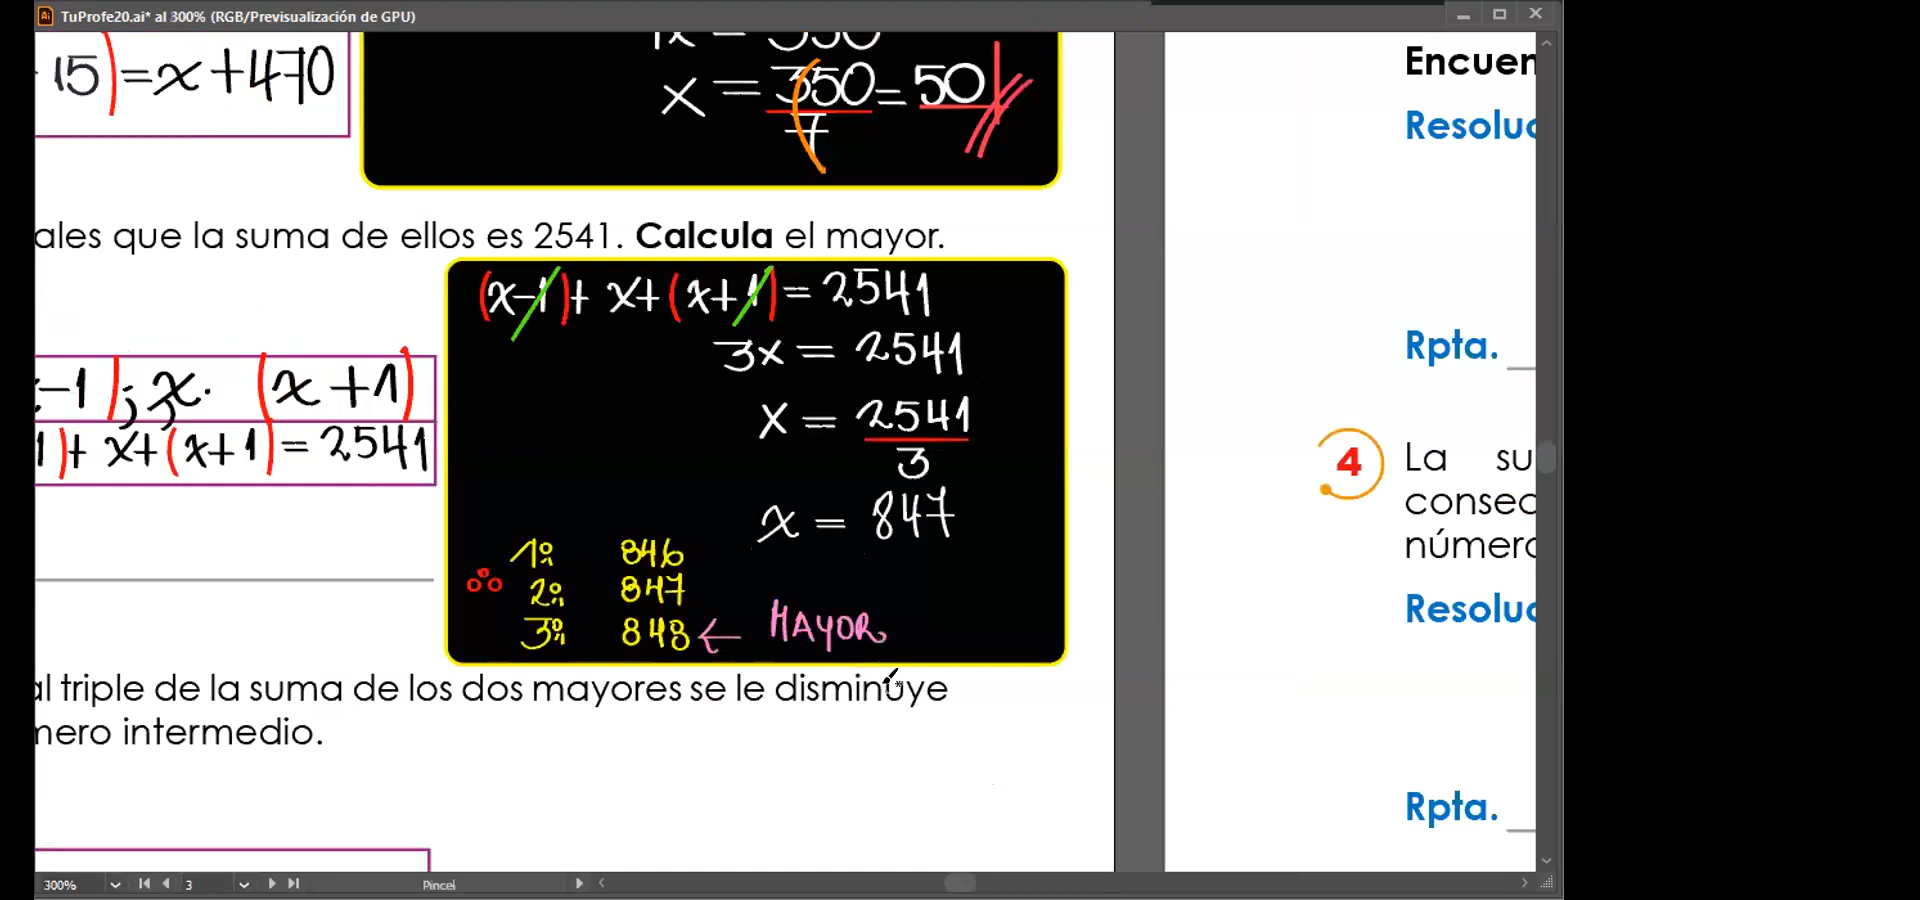 TuProfe20.ai* al 300% (RGB/Previsualización de GPU)
15) = x + 470
x = 350/7 = 50
ales que la suma de ellos es 2541. Calcula el mayor.
(x-1) + x + (x+1) = 2541
3x = 2541
x = 2541/3
x = 847
∴ 1º: 846
2º: 847
3º: 848 ← MAYOR
-1); x. (x + 1)
1) + x + (x + 1) = 2541
al triple de la suma de los dos mayores se le disminuye
mero intermedio.
Encuen
Resoluc
Rpta.
4
La su
consec
número
Resoluc
Rpta.
300% 3 Pincel